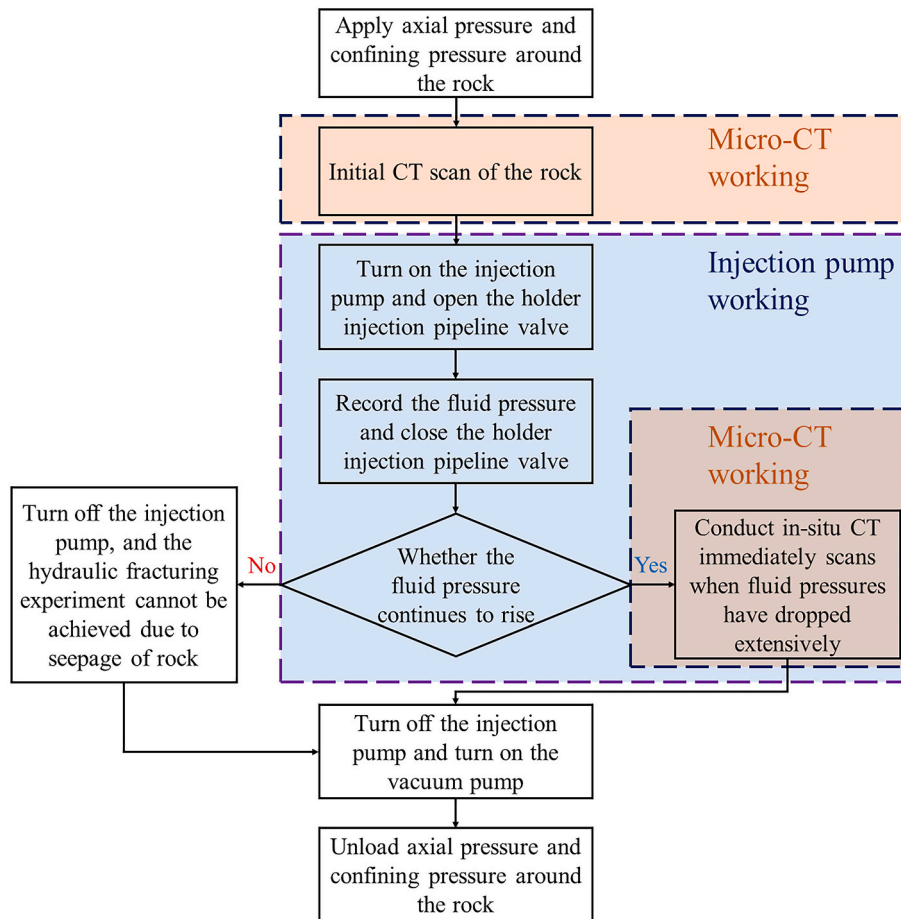 Apply axial pressure and
confining pressure around
the rock
Micro-CT
working
Initial CT scan of the rock
Injection pump
working
Turn on the injection
pump and open the holder
injection pipeline valve
Record the fluid pressure
and close the holder
injection pipeline valve
Micro-CT
working
Whether the
fluid pressure
continues to rise
No
Yes
Turn off the injection
pump, and the
hydraulic fracturing
experiment cannot be
achieved due to
seepage of rock
Conduct in-situ CT
immediately scans
when fluid pressures
have dropped
extensively
Turn off the injection
pump and turn on the
vacuum pump
Unload axial pressure and
confining pressure around
the rock